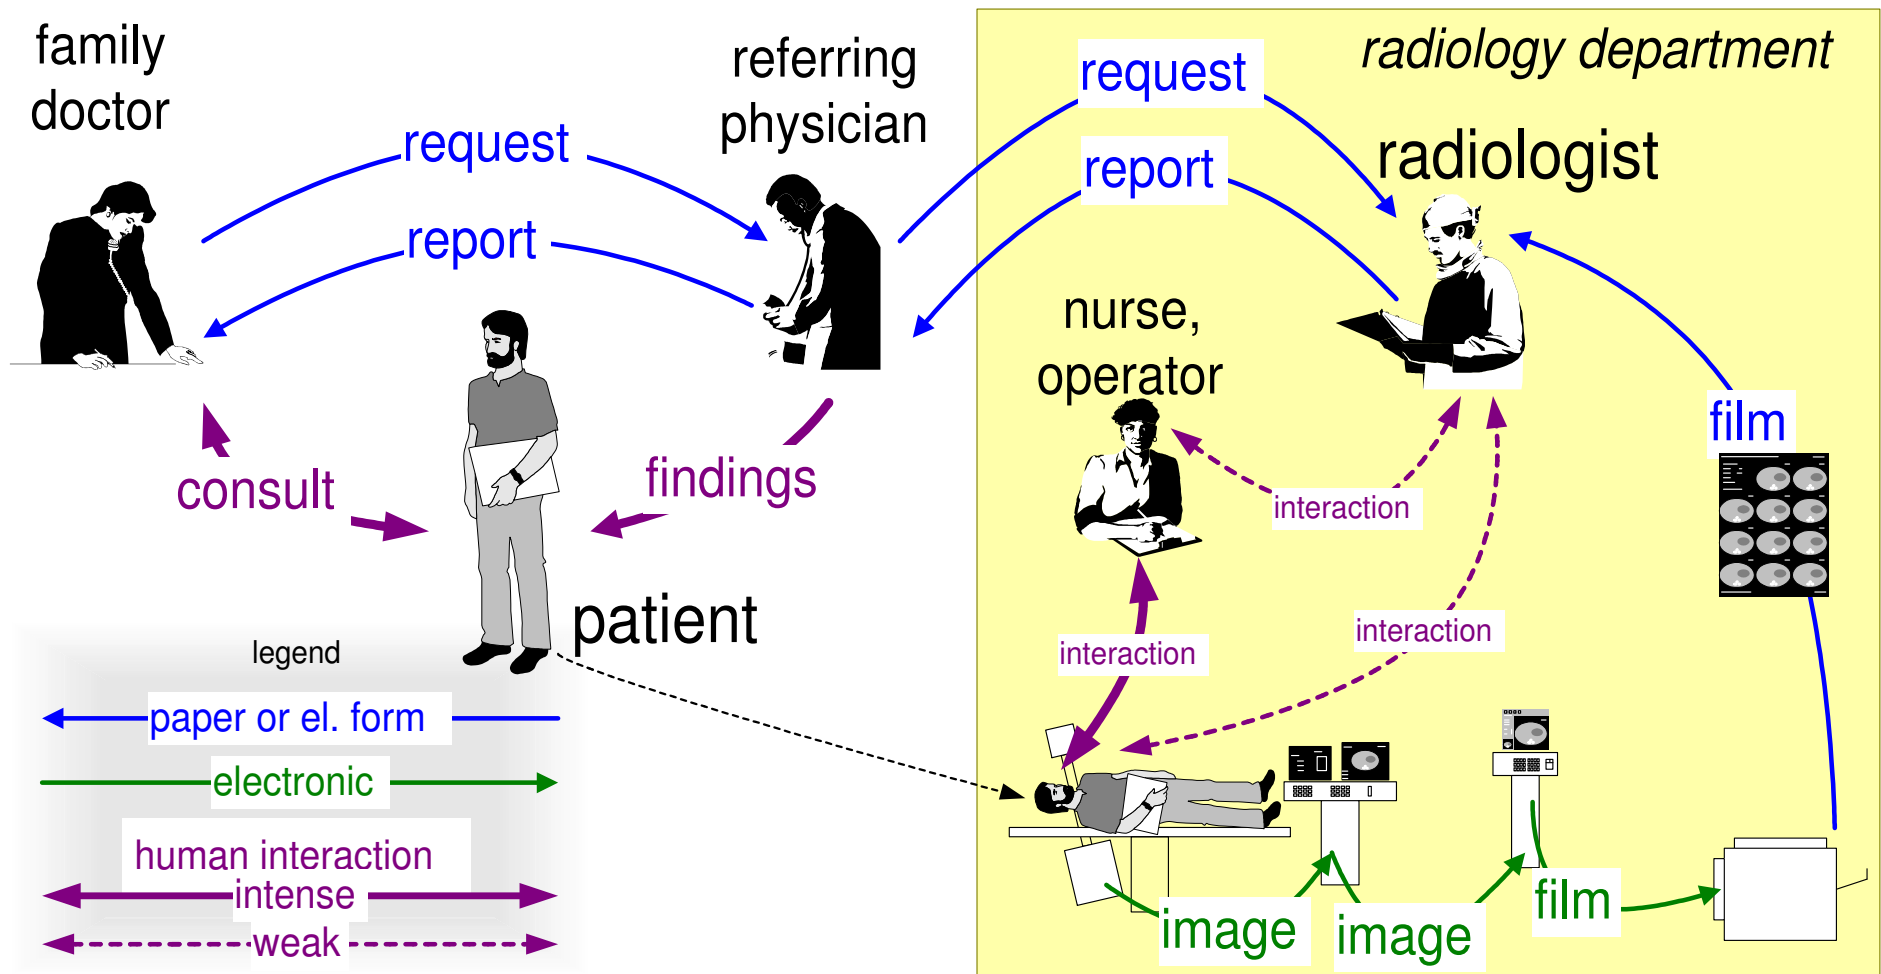 family
doctor
referring
physician
request
report
request
report
radiology department
radiologist
nurse,
operator
film
consult
findings
interaction
interaction
interaction
patient
legend
paper or el. form
electronic
human interaction
intense
weak
image
image
film